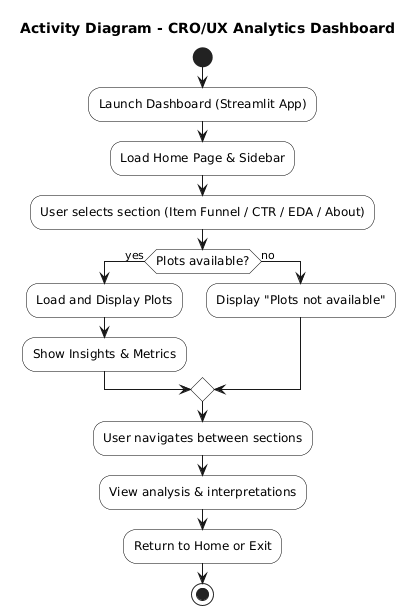 Activity Diagram - CRO/UX Analytics Dashboard
Launch Dashboard (Streamlit App)
Load Home Page & Sidebar
User selects section (Item Funnel / CTR / EDA / About)
yes
Plots available?
no
Load and Display Plots
Display "Plots not available"
Show Insights & Metrics
User navigates between sections
View analysis & interpretations
Return to Home or Exit